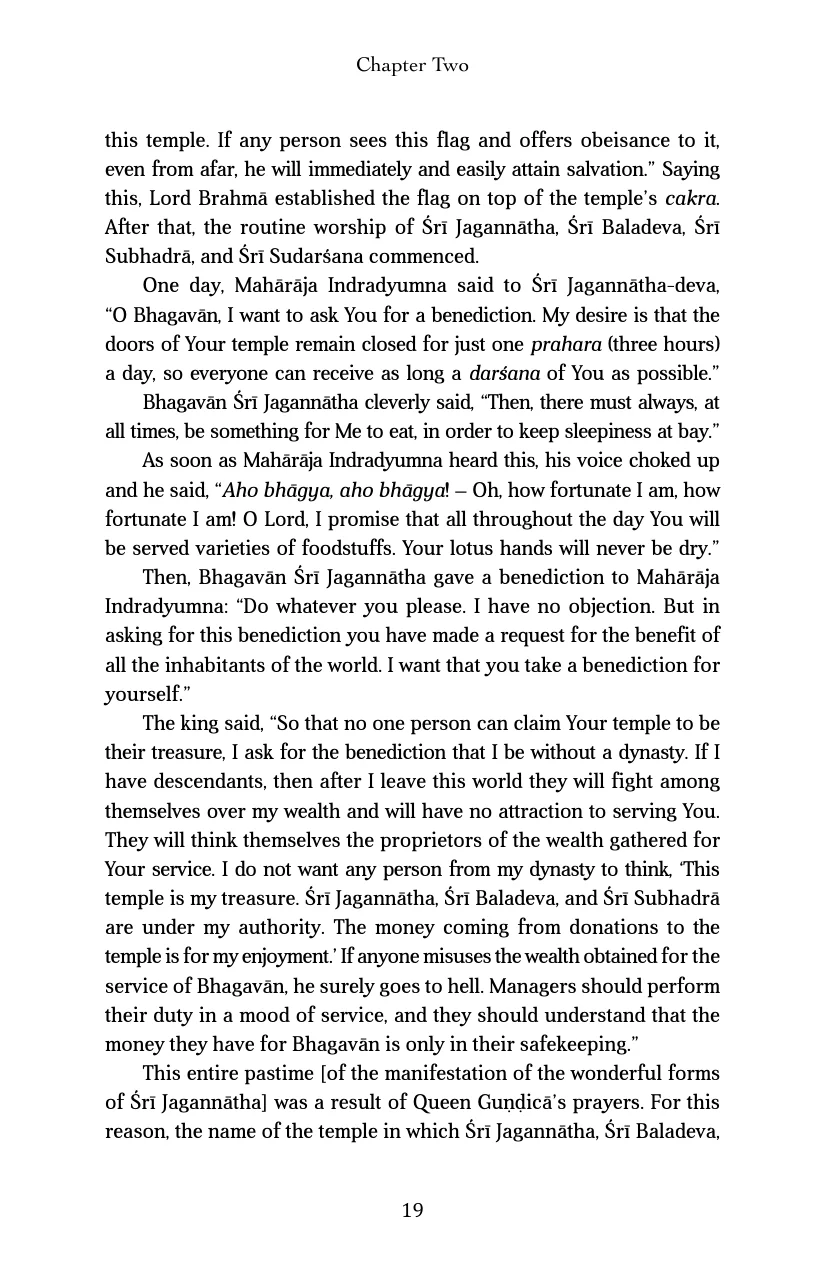 Chapter Two
this temple. If any person sees this flag and offers obeisance to it,
even from afar, he will immediately and easily attain salvation.” Saying
this, Lord Brahmā established the flag on top of the temple’s cakra.
After that, the routine worship of Śrī Jagannātha, Śrī Baladeva, Śrī
Subhadrā, and Śrī Sudarśana commenced.
One day, Mahārāja Indradyumna said to Śrī Jagannātha-deva,
“O Bhagavān, I want to ask You for a benediction. My desire is that the
doors of Your temple remain closed for just one prahara (three hours)
a day, so everyone can receive as long a darśana of You as possible.”
Bhagavān Śrī Jagannātha cleverly said, “Then, there must always, at
all times, be something for Me to eat, in order to keep sleepiness at bay.”
As soon as Mahārāja Indradyumna heard this, his voice choked up
and he said, “Aho bhāgya, aho bhāgya! – Oh, how fortunate I am, how
fortunate I am! O Lord, I promise that all throughout the day You will
be served varieties of foodstuffs. Your lotus hands will never be dry.”
Then, Bhagavān Śrī Jagannātha gave a benediction to Mahārāja
Indradyumna: “Do whatever you please. I have no objection. But in
asking for this benediction you have made a request for the benefit of
all the inhabitants of the world. I want that you take a benediction for
yourself.”
The king said, “So that no one person can claim Your temple to be
their treasure, I ask for the benediction that I be without a dynasty. If I
have descendants, then after I leave this world they will fight among
themselves over my wealth and will have no attraction to serving You.
They will think themselves the proprietors of the wealth gathered for
Your service. I do not want any person from my dynasty to think, ‘This
temple is my treasure. Śrī Jagannātha, Śrī Baladeva, and Śrī Subhadrā
are under my authority. The money coming from donations to the
temple is for my enjoyment.’ If anyone misuses the wealth obtained for the
service of Bhagavān, he surely goes to hell. Managers should perform
their duty in a mood of service, and they should understand that the
money they have for Bhagavān is only in their safekeeping.”
This entire pastime [of the manifestation of the wonderful forms
of Śrī Jagannātha] was a result of Queen Guṇḍicā’s prayers. For this
reason, the name of the temple in which Śrī Jagannātha, Śrī Baladeva,
19